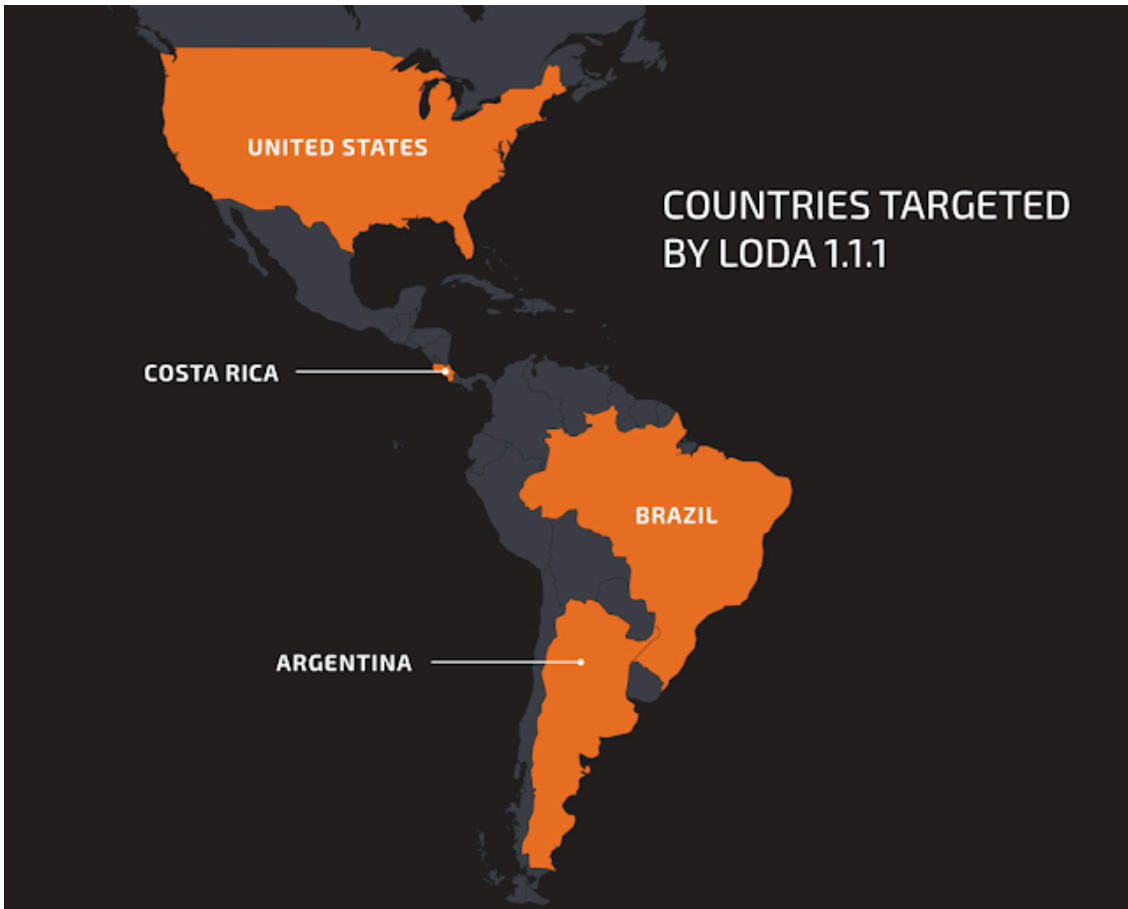 UNITED STATES
COUNTRIES TARGETED
BY LODA 1.1.1
COSTA RICA
BRAZIL
ARGENTINA